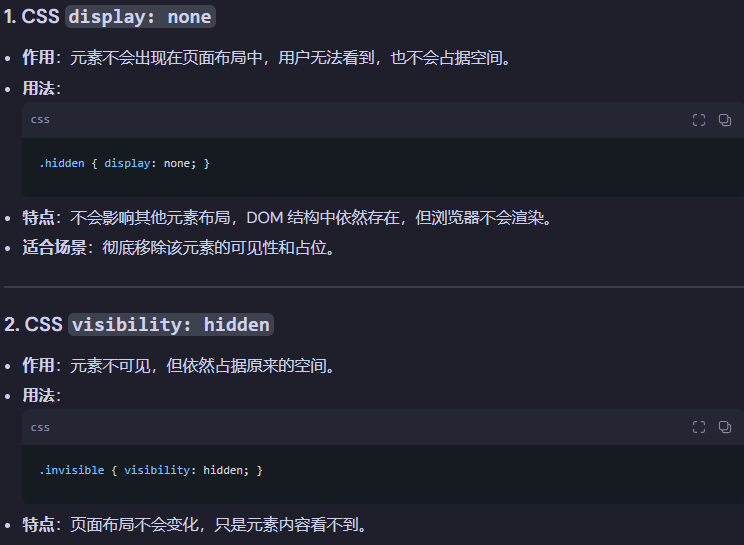 1. CSS display: none
• 作用：元素不会出现在页面布局中，用户无法看到，也不会占据空间。
• 用法：
css
.hidden { display: none; }
• 特点：不会影响其他元素布局，DOM 结构中依然存在，但浏览器不会渲染。
• 适合场景：彻底移除该元素的可见性和占位。
2. CSS visibility: hidden
• 作用：元素不可见，但依然占据原来的空间。
• 用法：
css
.invisible { visibility: hidden; }
• 特点：页面布局不会变化，只是元素内容看不到。